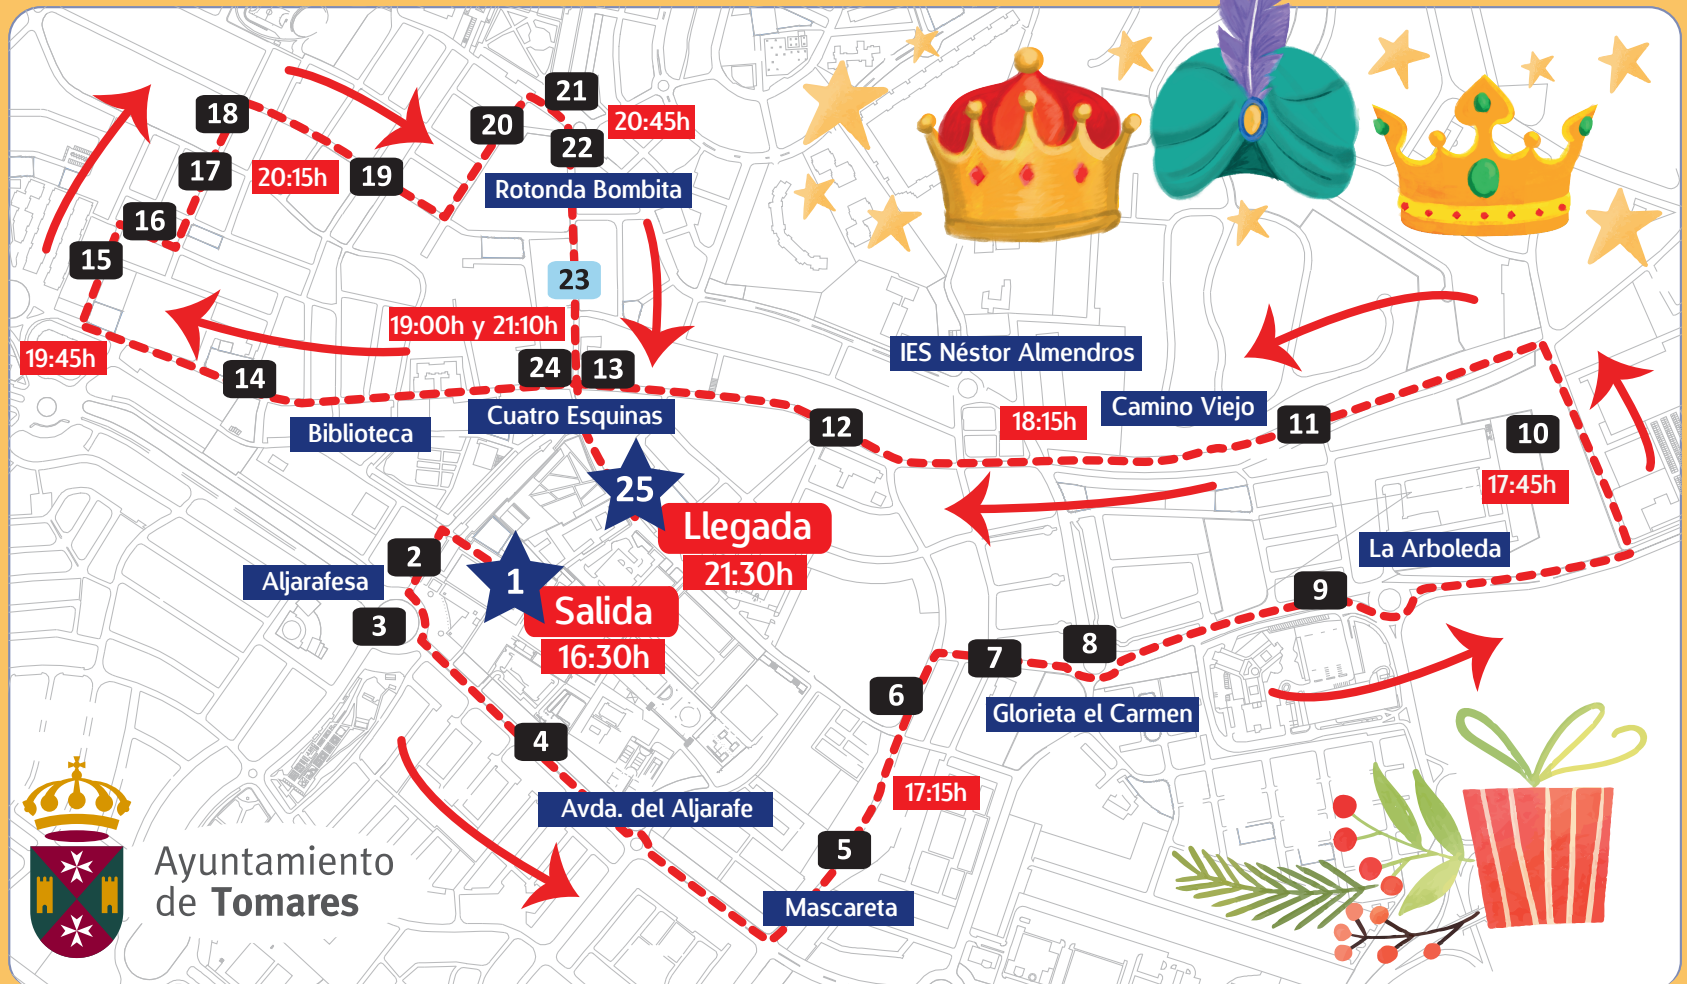 21
18
20
20:45h
22
17
20:15h
19
Rotonda Bombita
16
15
23
19:00h y 21:10h
19:45h
24
13
14
IES Néstor Almendros
Camino Viejo
Cuatro Esquinas
Biblioteca
12
18:15h
11
10
17:45h
25
Llegada
21:30h
La Arboleda
2
Aljarafesa
1
Salida
16:30h
3
9
8
7
6
Glorieta el Carmen
4
17:15h
Avda. del Aljarafe
5
Mascareta
Ayuntamiento
de Tomares